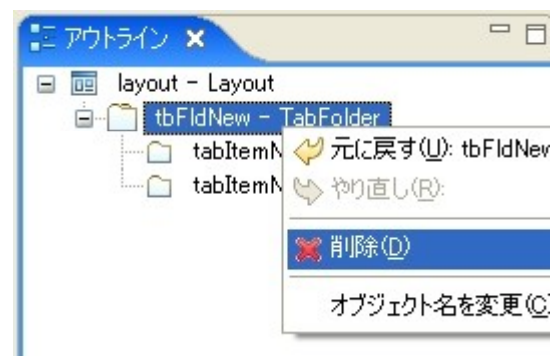 アウトライン
layout - Layout
tbFldNew - TabFolder
元に戻す(U): tbFldNew
tabItemN
やり直し(R):
tabItemN
削除(D)
オブジェクト名を変更(C)